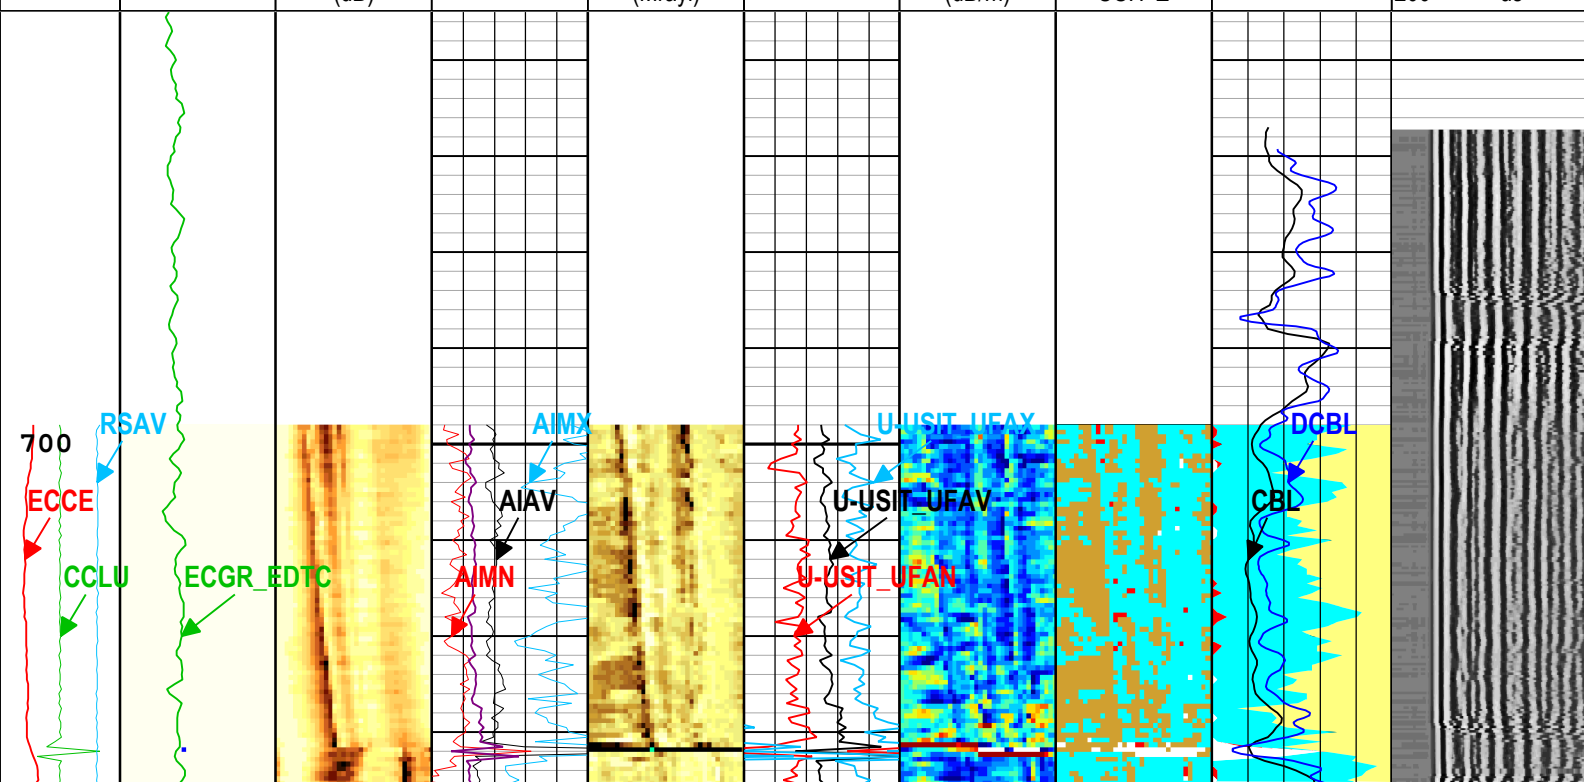 RSAV
AIMX
U-USIT_UFAX
DCBL
700
ECCE
AIAV
U-USIT_UFAV
CBL
CCLU
ECGR_EDTC
AIMN
U-USIT_UFAN